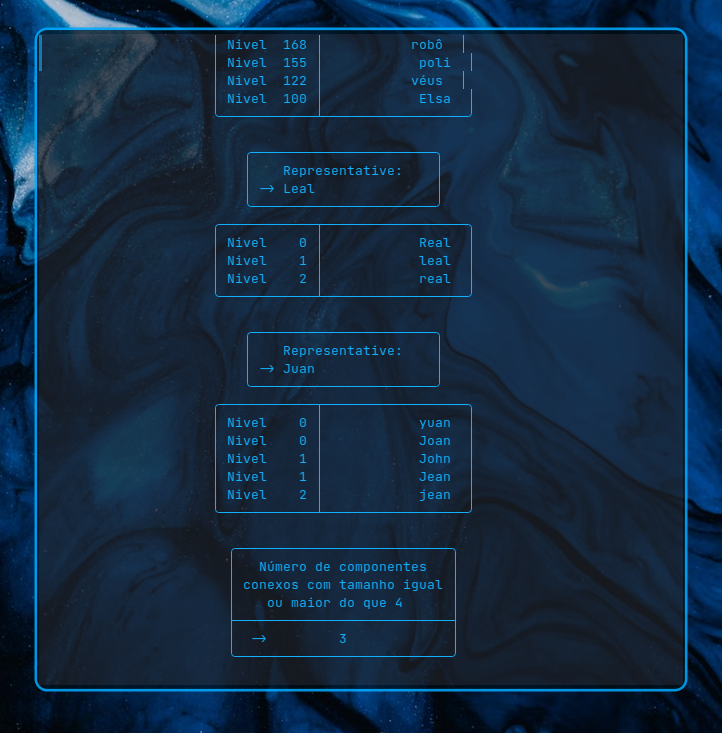 Nivel 168 robô
Nivel 155 poli
Nivel 122 véus
Nivel 100 Elsa
Representative:
→ Leal
Nivel 0 Real
Nivel 1 leal
Nivel 2 real
Representative:
→ Juan
Nivel 0 yuan
Nivel 0 Joan
Nivel 1 John
Nivel 1 Jean
Nivel 2 jean
Número de componentes
conexos com tamanho igual
ou maior do que 4
→ 3